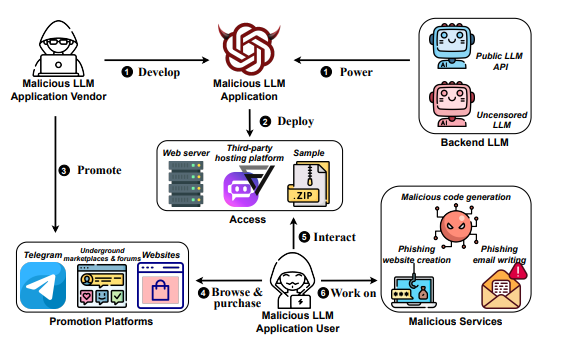 Malicious LLM
Application Vendor
1 Develop
Malicious LLM
Application
1 Power
Public LLM
API
AI
Uncensored
LLM
AI
Backend LLM
2 Deploy
Web server
Third-party
hosting platform
Sample
.ZIP
Access
3 Promote
5 Interact
Telegram
Underground
marketplaces & forums
Websites
Promotion Platforms
4 Browse &
purchase
Malicious LLM
Application User
6 Work on
Malicious code generation
Phishing
website creation
Phishing
email writing
Malicious Services